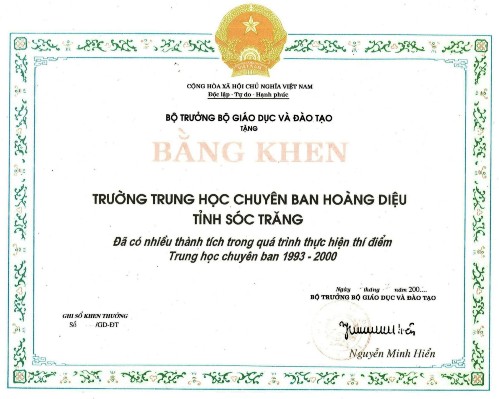 CỘNG HÒA XÃ HỘI CHỦ NGHĨA VIỆT NAM
Độc lập - Tự do - Hạnh phúc
BỘ TRƯỞNG BỘ GIÁO DỤC VÀ ĐÀO TẠO
TẶNG
BẰNG KHEN
TRƯỜNG TRUNG HỌC CHUYÊN BAN HOÀNG DIỆU
TỈNH SÓC TRĂNG
Đã có nhiều thành tích trong quá trình thực hiện thí điểm
Trung học chuyên ban 1993 - 2000
Ngày tháng năm 200....
BỘ TRƯỞNG BỘ GIÁO DỤC VÀ ĐÀO TẠO
GHI SỔ KHEN THƯỞNG
Số /GD-ĐT
Nguyễn Minh Hiển